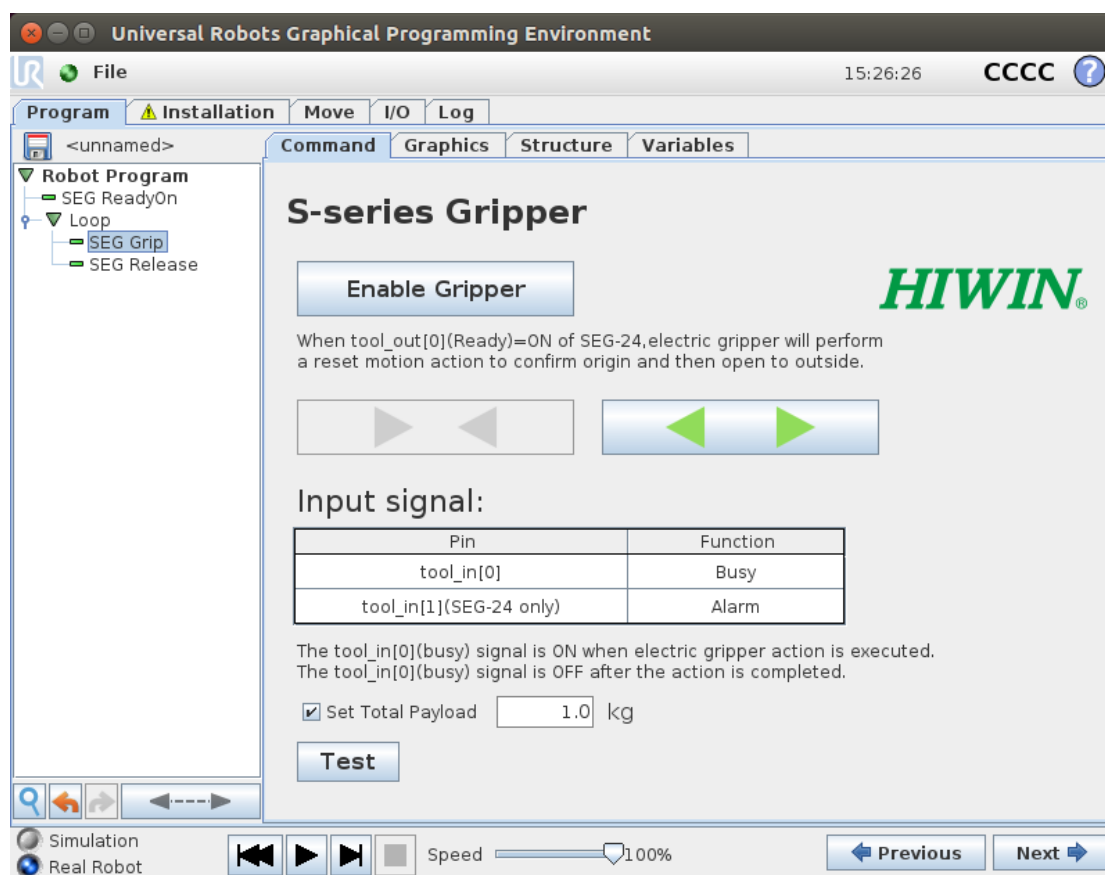 Universal Robots Graphical Programming Environment
File
15:26:26
CCCC
?
Program
Installation
Move
I/O
Log
<unnamed>
Command
Graphics
Structure
Variables
Robot Program
SEG ReadyOn
Loop
SEG Grip
SEG Release
S-series Gripper
Enable Gripper
HIWIN®
When tool_out[0](Ready)=ON of SEG-24,electric gripper will perform
a reset motion action to confirm origin and then open to outside.
Input signal:
Pin Function
tool_in[0] Busy
tool_in[1](SEG-24 only) Alarm
The tool_in[0](busy) signal is ON when electric gripper action is executed.
The tool_in[0](busy) signal is OFF after the action is completed.
Set Total Payload 1.0 kg
Test
Simulation
Real Robot
Speed 100%
Previous
Next